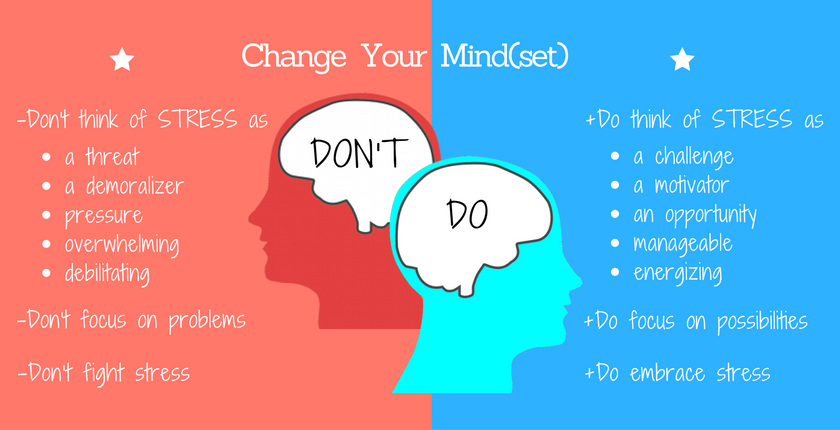 Change Your Mind(set)
-Don't think of STRESS as
• a threat
• a demoralizer
• pressure
• overwhelming
• debilitating
-Don't focus on problems
-Don't fight stress
DON'T
DO
+Do think of STRESS as
• a challenge
• a motivator
• an opportunity
• manageable
• energizing
+Do focus on possibilities
+Do embrace stress